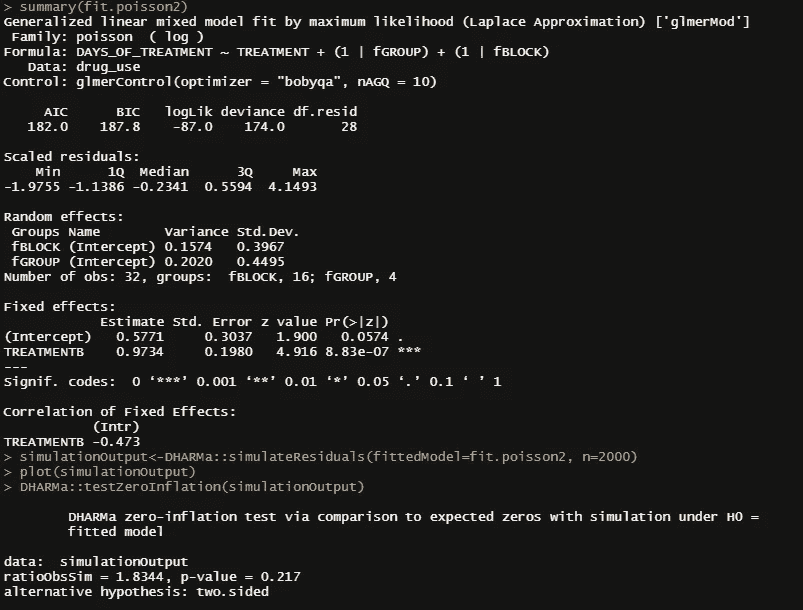 > summary(fit.poisson2)
Generalized linear mixed model fit by maximum likelihood (Laplace Approximation) ['glmerMod']
 Family: poisson  ( log )
Formula: DAYS_OF_TREATMENT ~ TREATMENT + (1 | fGROUP) + (1 | fBLOCK)
   Data: drug_use
Control: glmerControl(optimizer = "bobyqa", nAGQ = 10)

     AIC      BIC   logLik deviance df.resid
   182.0    187.8    -87.0    174.0       28

Scaled residuals:
    Min      1Q  Median      3Q     Max
-1.9755 -1.1386 -0.2341  0.5594  4.1493

Random effects:
 Groups Name        Variance Std.Dev.
 fBLOCK (Intercept) 0.1574   0.3967
 fGROUP (Intercept) 0.2020   0.4495
Number of obs: 32, groups:  fBLOCK, 16; fGROUP, 4

Fixed effects:
            Estimate Std. Error z value Pr(>|z|)
(Intercept)   0.5771     0.3037   1.900   0.0574 .
TREATMENTB    0.9734     0.1980   4.916 8.83e-07 ***
---
Signif. codes:  0 ‘***’ 0.001 ‘**’ 0.01 ‘*’ 0.05 ‘.’ 0.1 ‘ ’ 1

Correlation of Fixed Effects:
           (Intr)
TREATMENTB -0.473
> simulationOutput<-DHARMa::simulateResiduals(fittedModel=fit.poisson2, n=2000)
> plot(simulationOutput)
> DHARMa::testZeroInflation(simulationOutput)

        DHARMa zero-inflation test via comparison to expected zeros with simulation under H0 =
        fitted model

data:  simulationOutput
ratioObsSim = 1.8344, p-value = 0.217
alternative hypothesis: two.sided